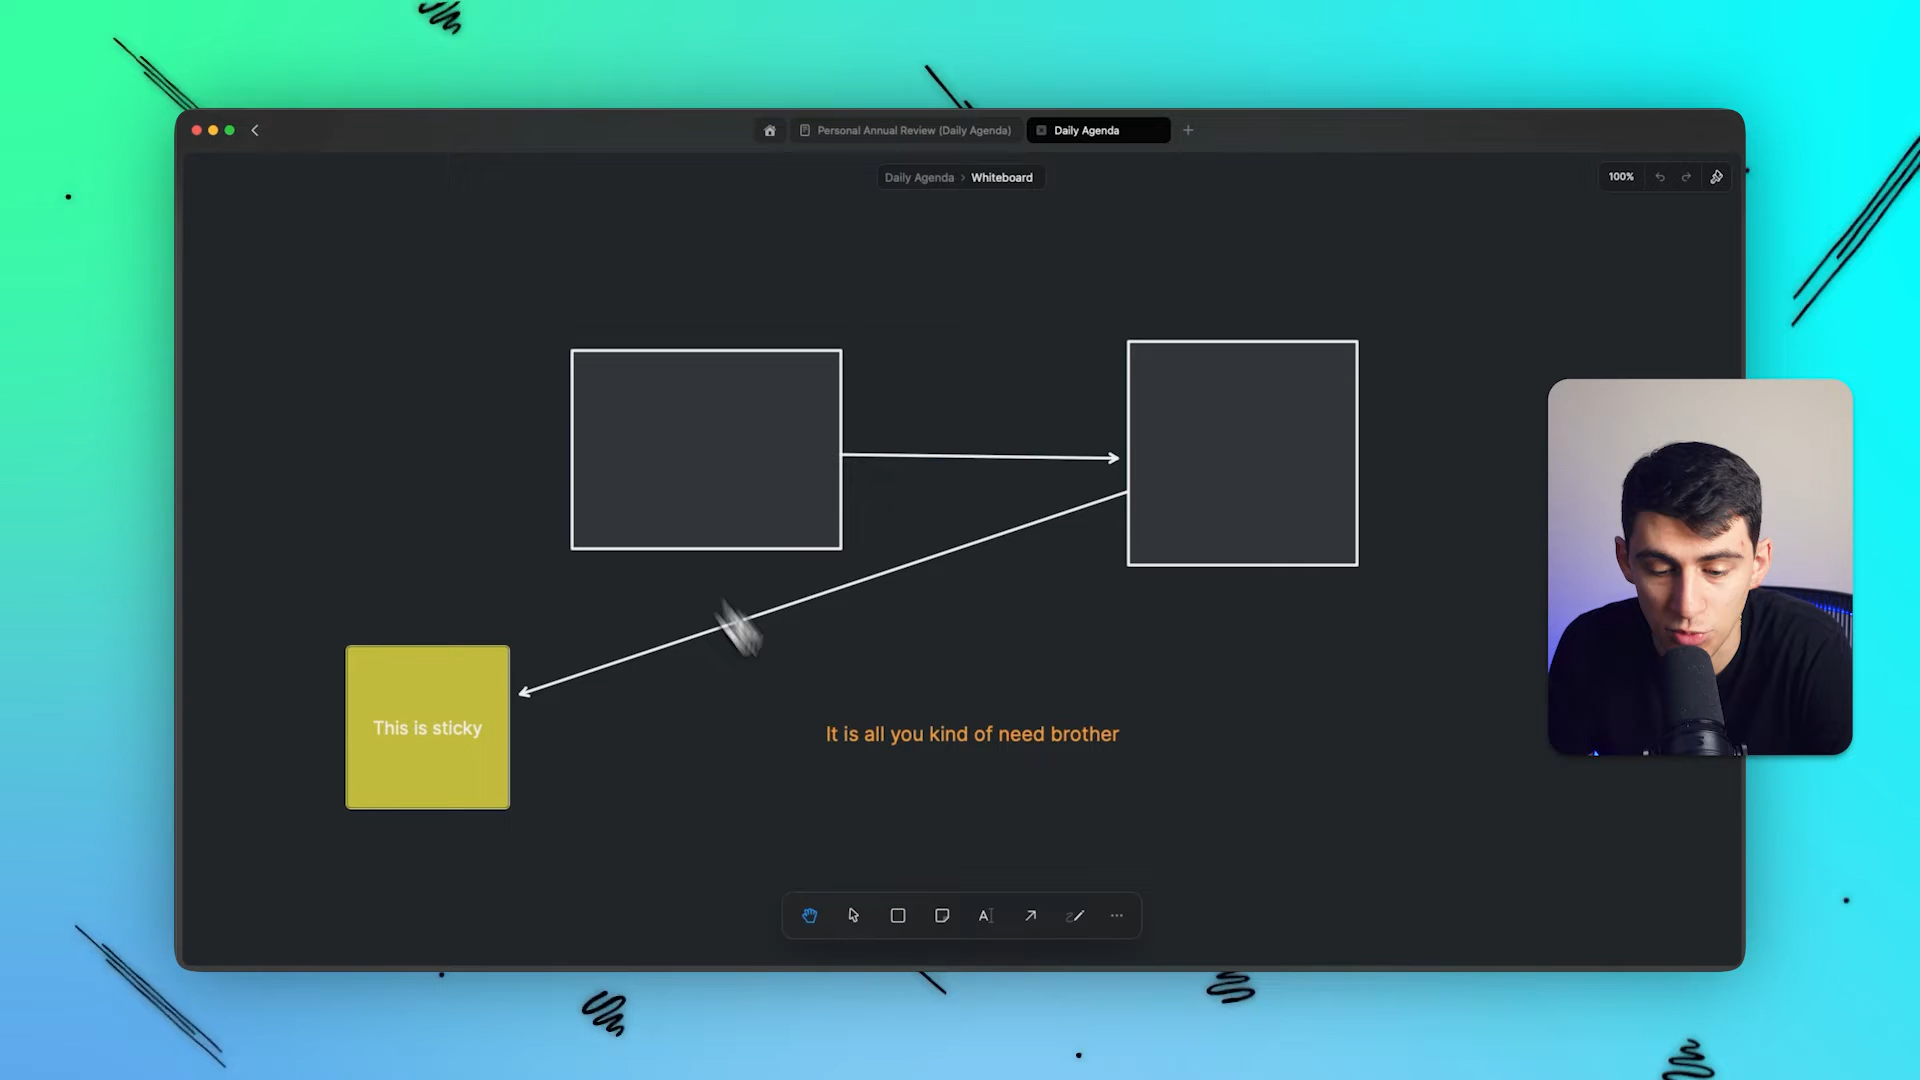 Personal Annual Review (Daily Agenda)
Daily Agenda
Daily Agenda > Whiteboard
100%
This is sticky
It is all you kind of need brother